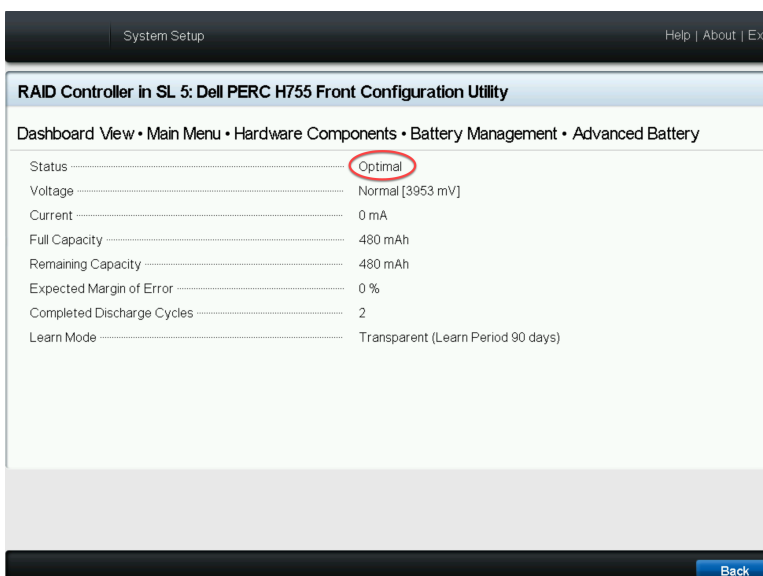 System Setup
Help | About | Ex
RAID Controller in SL 5: Dell PERC H755 Front Configuration Utility
Dashboard View • Main Menu • Hardware Components • Battery Management • Advanced Battery
Status Optimal
Voltage Normal [3953 mV]
Current 0 mA
Full Capacity 480 mAh
Remaining Capacity 480 mAh
Expected Margin of Error 0 %
Completed Discharge Cycles 2
Learn Mode Transparent (Learn Period 90 days)
Back